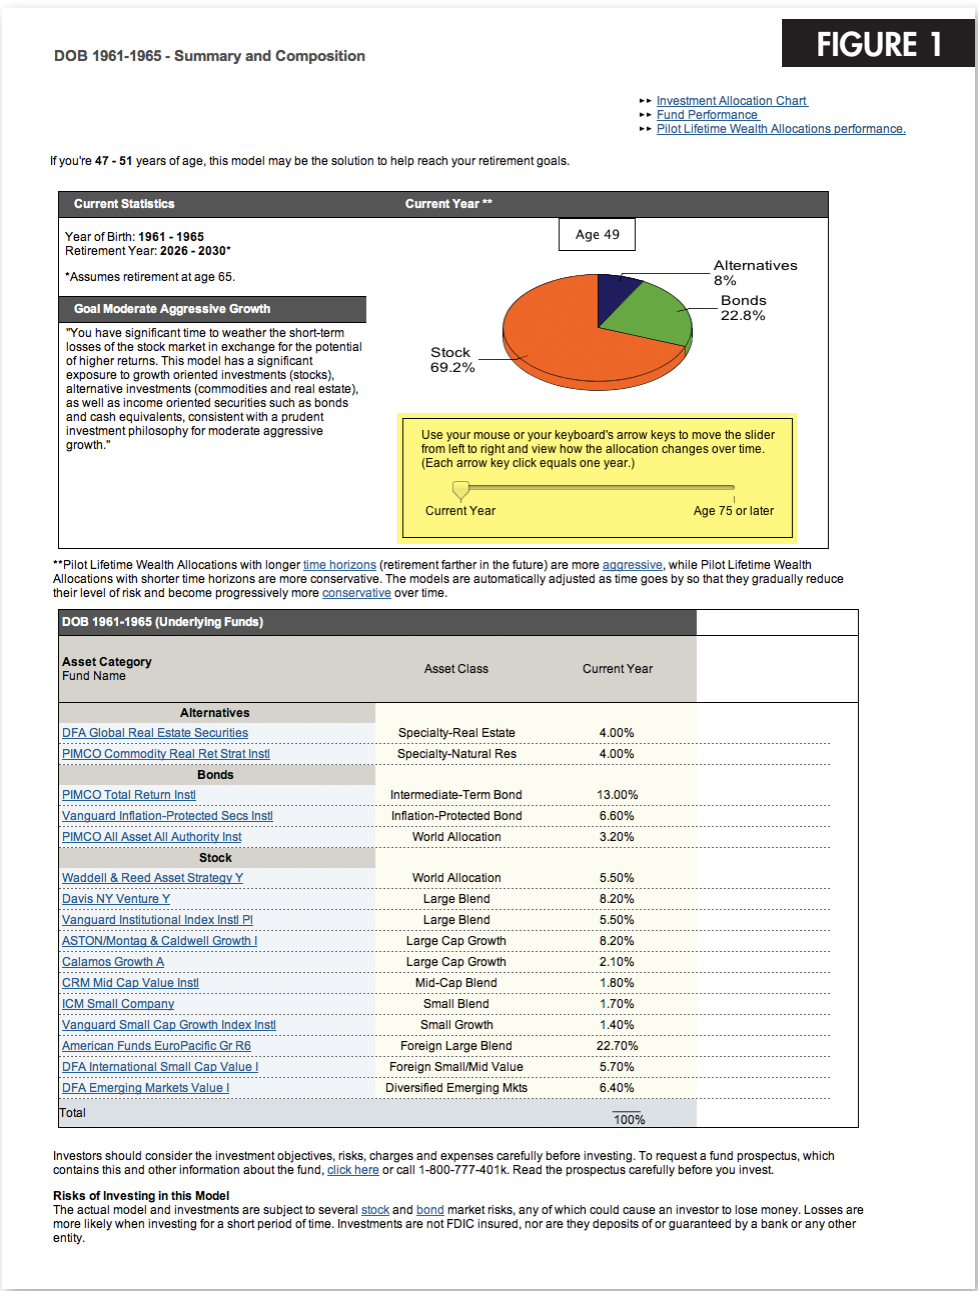 FIGURE 1
DOB 1961-1965 - Summary and Composition
Investment Allocation Chart
Fund Performance
Pilot Lifetime Wealth Allocations performance.
If you're 47 - 51 years of age, this model may be the solution to help reach your retirement goals.
Current Statistics
Year of Birth: 1961 - 1965
Retirement Year: 2026 - 2030*
*Assumes retirement at age 65.
Goal Moderate Aggressive Growth
"You have significant time to weather the short-term
losses of the stock market in exchange for the potential
of higher returns. This model has a significant
exposure to growth oriented investments (stocks),
alternative investments (commodities and real estate),
as well as income oriented securities such as bonds
and cash equivalents, consistent with a prudent
investment philosophy for moderate aggressive
growth."
Current Year **
Age 49
Alternatives
8%
Bonds
22.8%
Stock
69.2%
Use your mouse or your keyboard's arrow keys to move the slider
from left to right and view how the allocation changes over time.
(Each arrow key click equals one year.)
Current Year Age 75 or later
**Pilot Lifetime Wealth Allocations with longer time horizons (retirement farther in the future) are more aggressive, while Pilot Lifetime Wealth
Allocations with shorter time horizons are more conservative. The models are automatically adjusted as time goes by so that they gradually reduce
their level of risk and become progressively more conservative over time.
DOB 1961-1965 (Underlying Funds)
Asset Category
Fund Name Asset Class Current Year
Alternatives
DFA Global Real Estate Securities Specialty-Real Estate 4.00%
PIMCO Commodity Real Ret Strat Instl Specialty-Natural Res 4.00%
Bonds
PIMCO Total Return Instl Intermediate-Term Bond 13.00%
Vanguard Inflation-Protected Secs Instl Inflation-Protected Bond 6.60%
PIMCO All Asset All Authority Inst World Allocation 3.20%
Stock
Waddell & Reed Asset Strategy Y World Allocation 5.50%
Davis NY Venture Y Large Blend 8.20%
Vanguard Institutional Index Instl Pl Large Blend 5.50%
ASTON/Montag & Caldwell Growth I Large Cap Growth 8.20%
Calamos Growth A Large Cap Growth 2.10%
CRM Mid Cap Value Instl Mid-Cap Blend 1.80%
ICM Small Company Small Blend 1.70%
Vanguard Small Cap Growth Index Instl Small Growth 1.40%
American Funds EuroPacific Gr R6 Foreign Large Blend 22.70%
DFA International Small Cap Value I Foreign Small/Mid Value 5.70%
DFA Emerging Markets Value I Diversified Emerging Mkts 6.40%
Total 100%
Investors should consider the investment objectives, risks, charges and expenses carefully before investing. To request a fund prospectus, which
contains this and other information about the fund, click here or call 1-800-777-401k. Read the prospectus carefully before you invest.
Risks of Investing in this Model
The actual model and investments are subject to several stock and bond market risks, any of which could cause an investor to lose money. Losses are
more likely when investing for a short period of time. Investments are not FDIC insured, nor are they deposits of or guaranteed by a bank or any other
entity.